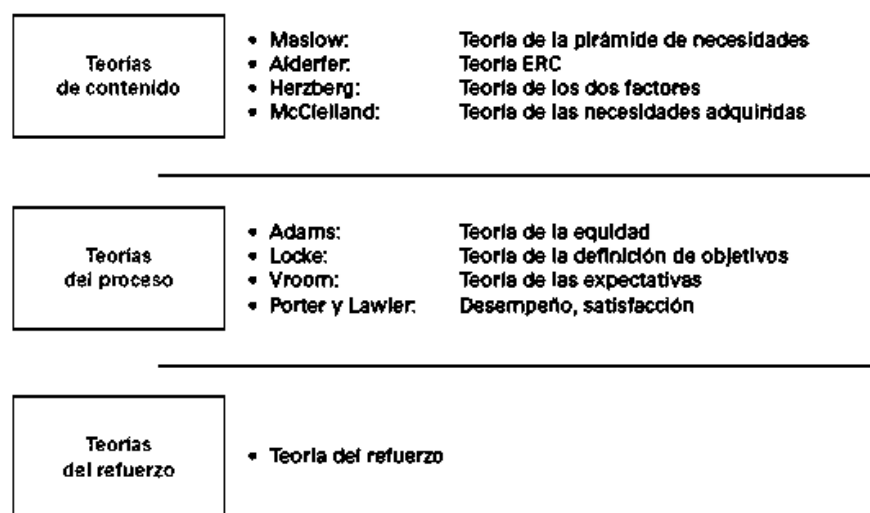 Teorías
de contenido
• Maslow: Teoría de la pirámide de necesidades
• Alderfer: Teoría ERC
• Herzberg: Teoría de los dos factores
• McClelland: Teoría de las necesidades adquiridas
Teorías
del proceso
• Adams: Teoría de la equidad
• Locke: Teoría de la definición de objetivos
• Vroom: Teoría de las expectativas
• Porter y Lawler: Desempeño, satisfacción
Teorías
del refuerzo
• Teoría del refuerzo